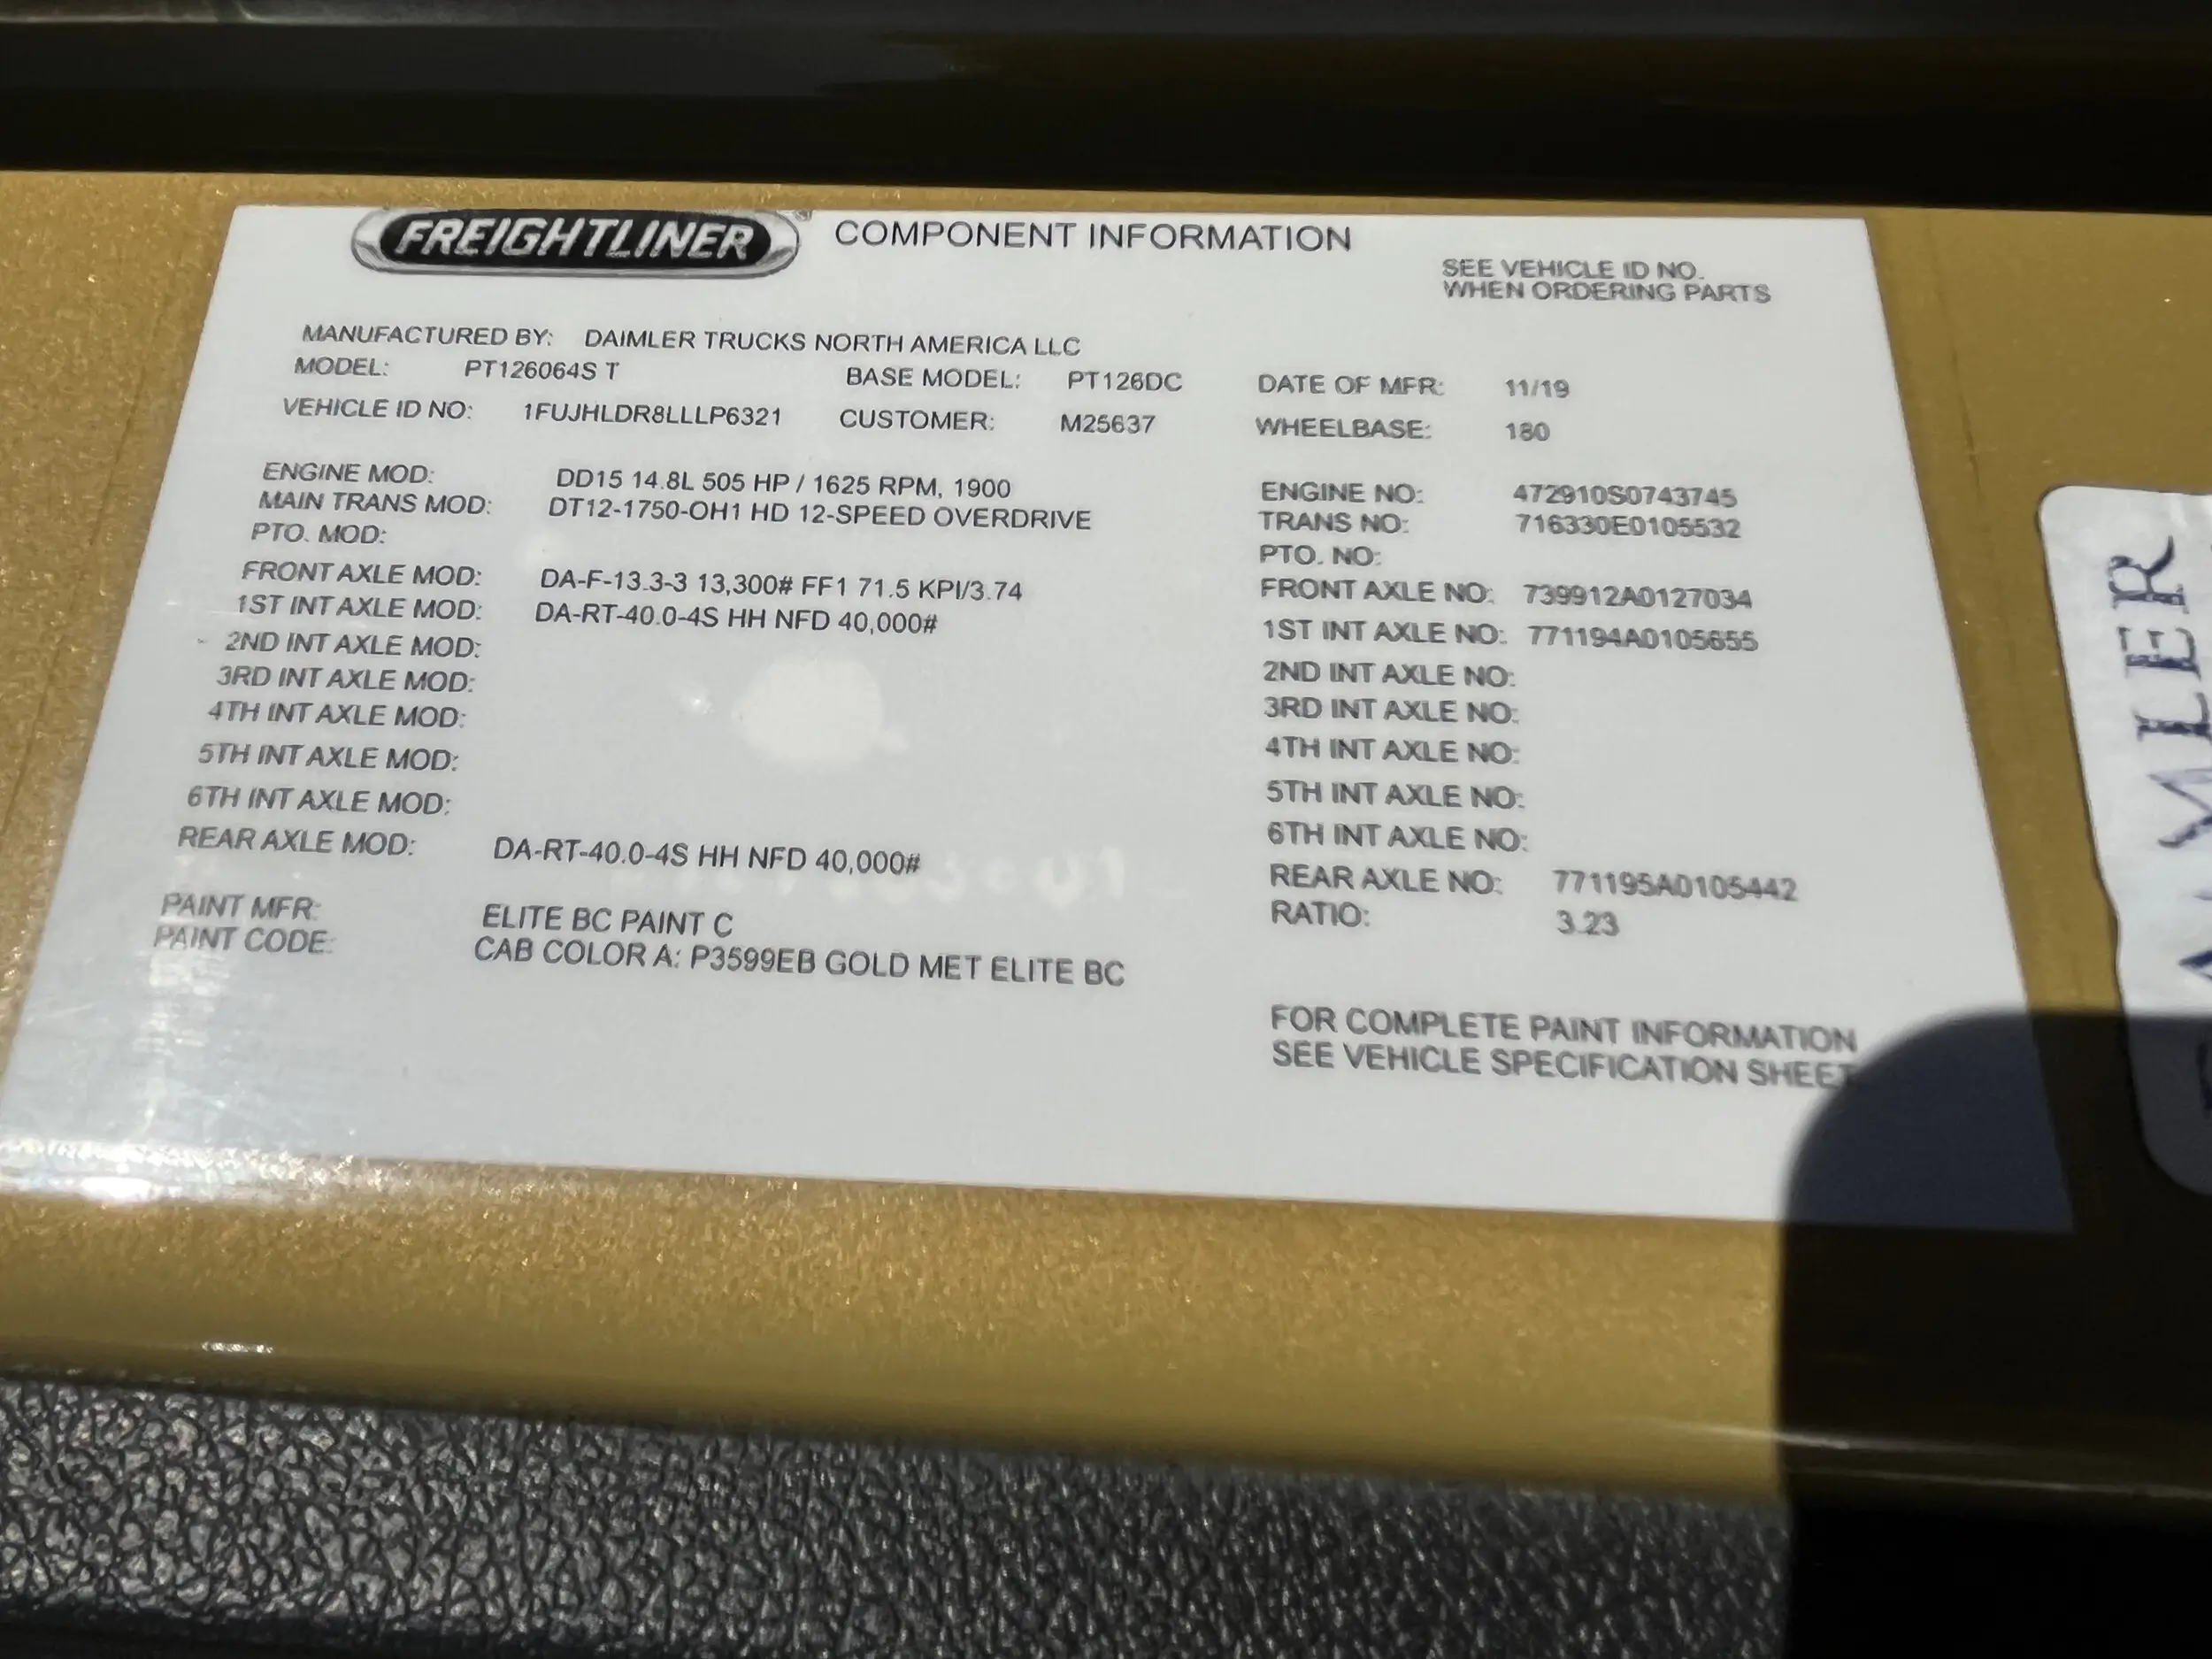 FREIGHTLINER COMPONENT INFORMATION
SEE VEHICLE ID NO.
WHEN ORDERING PARTS
MANUFACTURED BY: DAIMLER TRUCKS NORTH AMERICA LLC
MODEL: PT126064S T BASE MODEL: PT126DC DATE OF MFR: 11/19
VEHICLE ID NO: 1FUJHLDR8LLLP6321 CUSTOMER: M25637 WHEELBASE: 180
ENGINE MOD: DD15 14.8L 505 HP / 1625 RPM, 1900 ENGINE NO: 472910S0743745
MAIN TRANS MOD: DT12-1750-OH1 HD 12-SPEED OVERDRIVE TRANS NO: 716330E0105532
PTO. MOD: PTO. NO:
FRONT AXLE MOD: DA-F-13.3-3 13,300# FF1 71.5 KPI/3.74 FRONT AXLE NO: 739912A0127034
1ST INT AXLE MOD: DA-RT-40.0-4S HH NFD 40,000# 1ST INT AXLE NO: 771194A0105655
2ND INT AXLE MOD: 2ND INT AXLE NO:
3RD INT AXLE MOD: 3RD INT AXLE NO:
4TH INT AXLE MOD: 4TH INT AXLE NO:
5TH INT AXLE MOD: 5TH INT AXLE NO:
6TH INT AXLE MOD: 6TH INT AXLE NO:
REAR AXLE MOD: DA-RT-40.0-4S HH NFD 40,000# REAR AXLE NO: 771195A0105442
RATIO: 3.23
PAINT MFR: ELITE BC PAINT C
PAINT CODE: CAB COLOR A: P3599EB GOLD MET ELITE BC
FOR COMPLETE PAINT INFORMATION
SEE VEHICLE SPECIFICATION SHEET